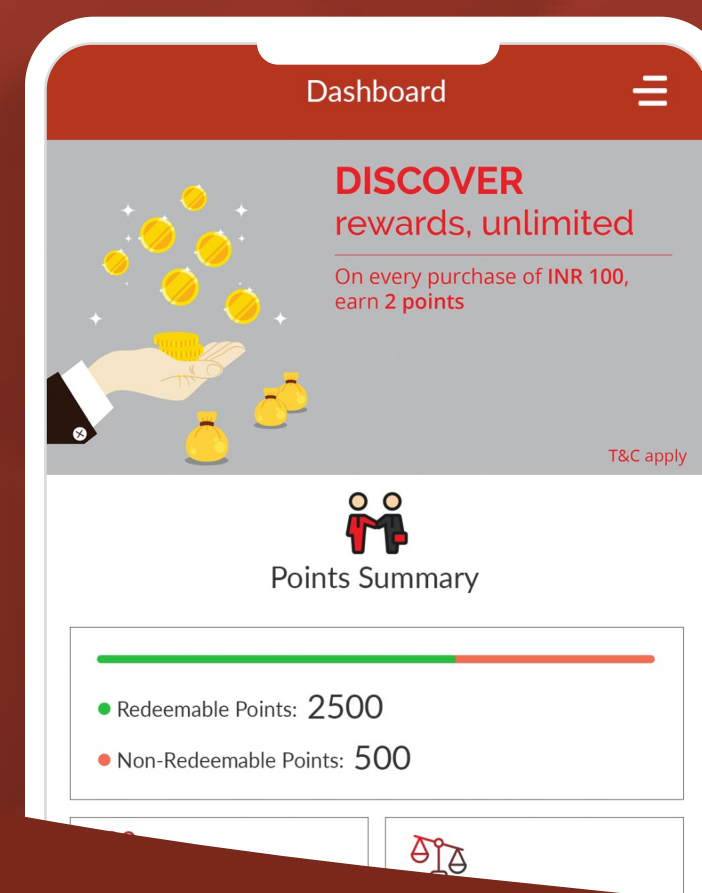 Dashboard
DISCOVER
rewards, unlimited
On every purchase of INR 100,
earn 2 points
T&C apply
Points Summary
Redeemable Points: 2500
Non-Redeemable Points: 500